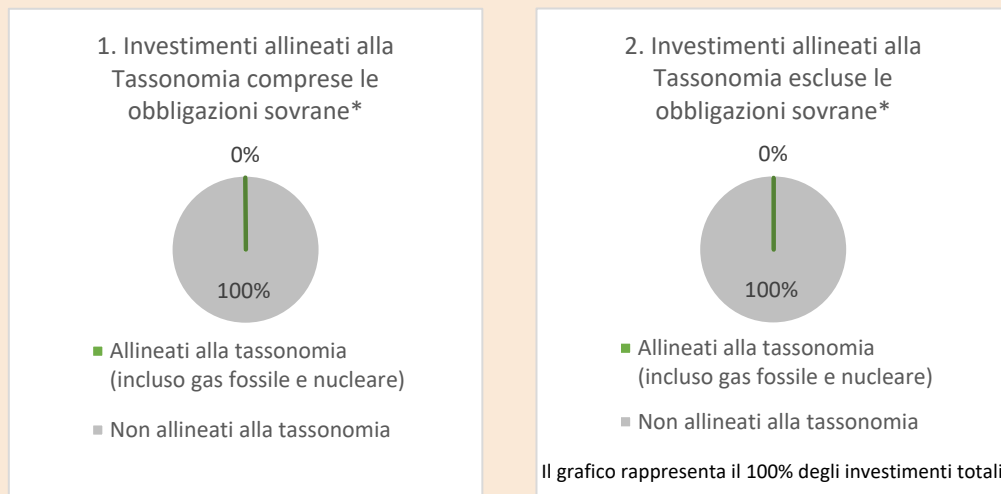 1. Investimenti allineati alla
Tassonomia comprese le
obbligazioni sovrane*
0%
100%
Allineati alla tassonomia
(incluso gas fossile e nucleare)
Non allineati alla tassonomia
2. Investimenti allineati alla
Tassonomia escluse le
obbligazioni sovrane*
0%
100%
Allineati alla tassonomia
(incluso gas fossile e nucleare)
Non allineati alla tassonomia
Il grafico rappresenta il 100% degli investimenti totali